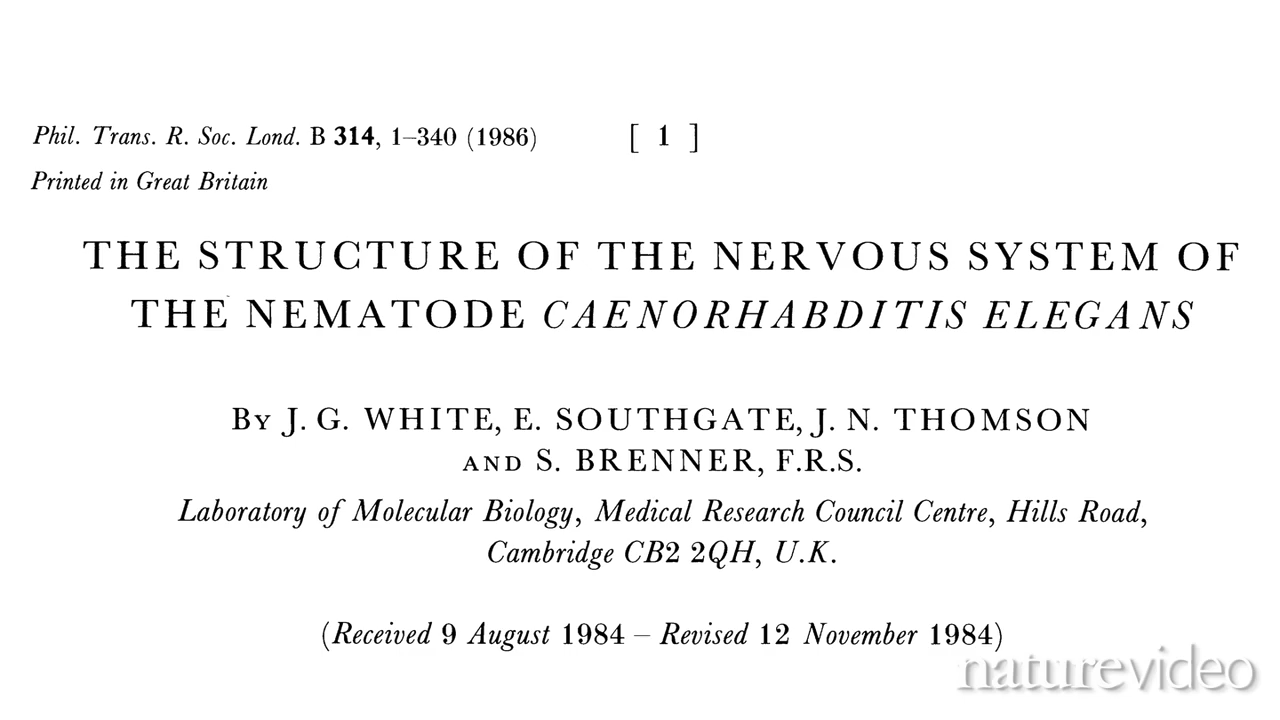 Phil. Trans. R. Soc. Lond. B 314, 1–340 (1986) [ 1 ]
Printed in Great Britain
THE STRUCTURE OF THE NERVOUS SYSTEM OF
THE NEMATODE CAENORHABDITIS ELEGANS
By J. G. WHITE, E. SOUTHGATE, J. N. THOMSON
AND S. BRENNER, F.R.S.
Laboratory of Molecular Biology, Medical Research Council Centre, Hills Road,
Cambridge CB2 2QH, U.K.
(Received 9 August 1984 – Revised 12 November 1984)
naturevideo